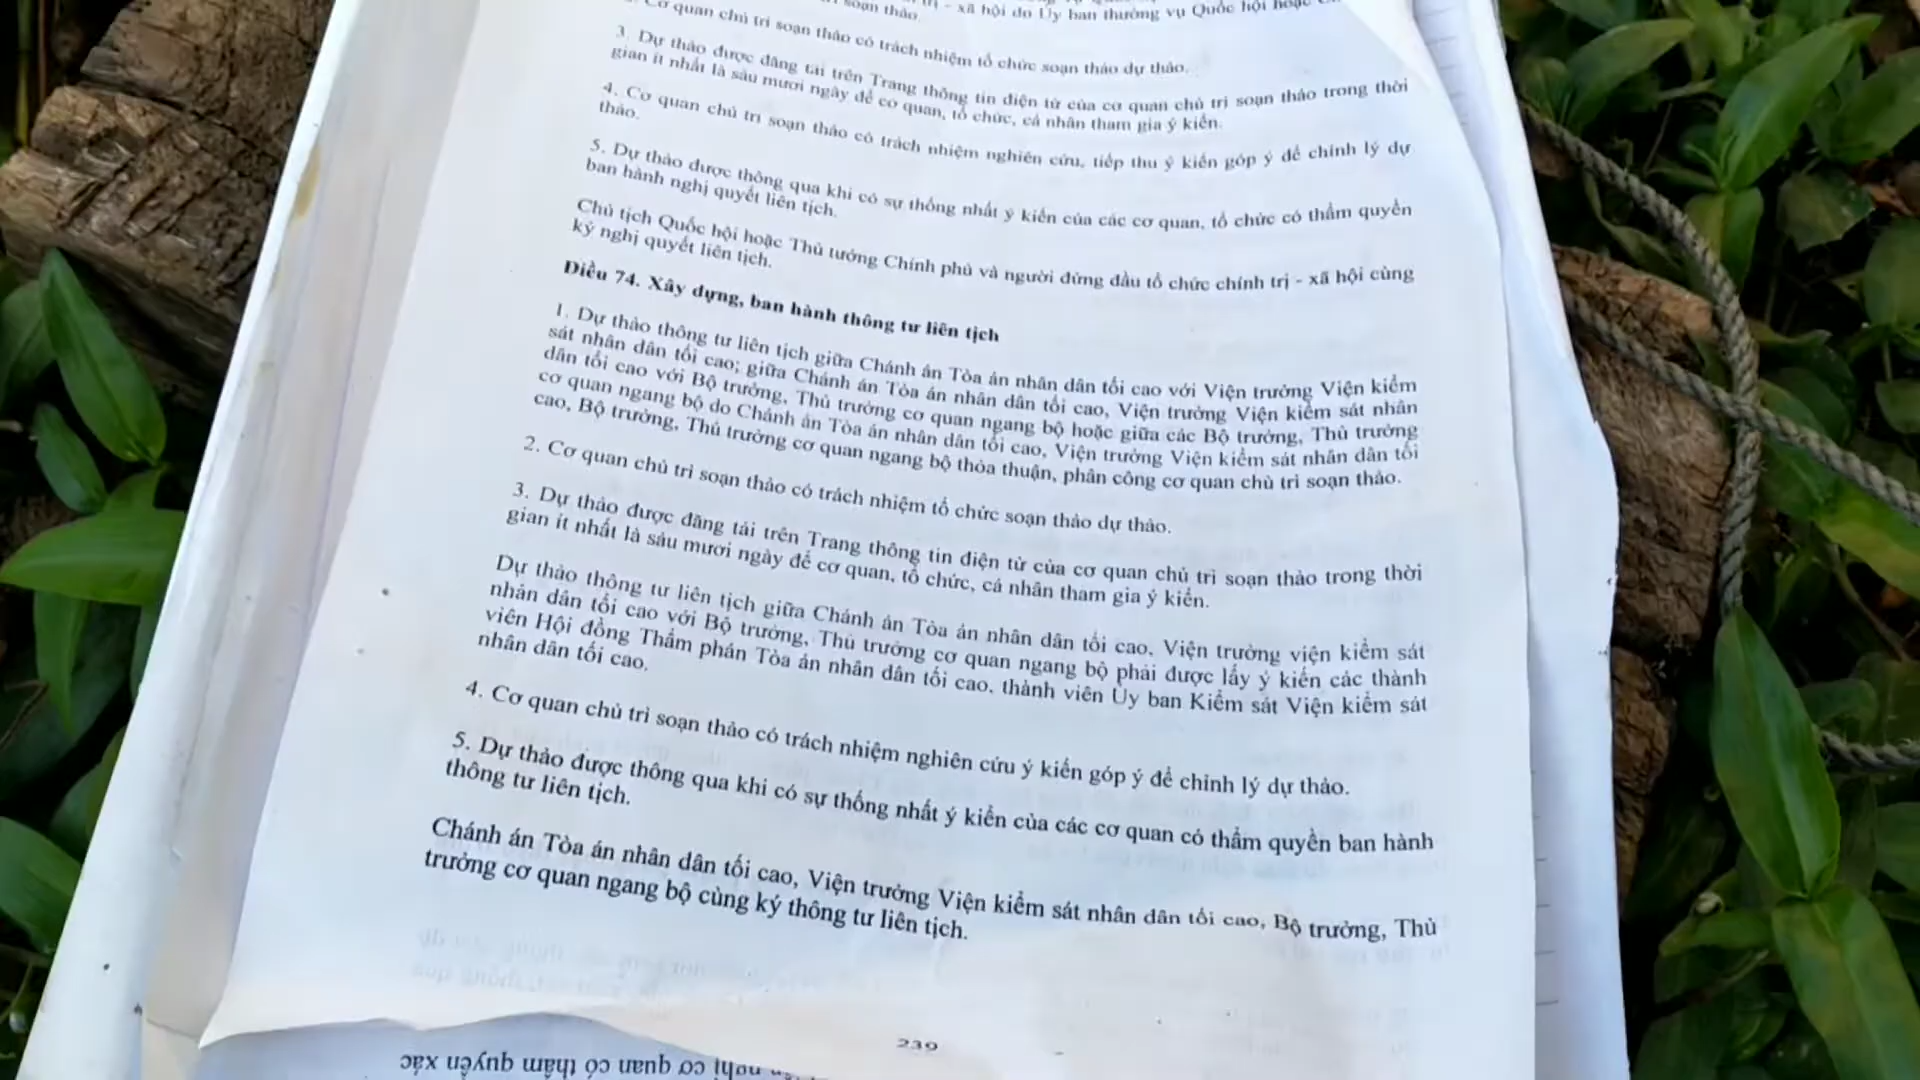 trị - xã hội do Ủy ban thường vụ Quốc hội hoặc
soạn thảo.
Cơ quan chủ trì soạn thảo có trách nhiệm tổ chức soạn thảo dự thảo.
3. Dự thảo được đăng tải trên Trang thông tin điện tử của cơ quan chủ trì soạn thảo trong thời
gian ít nhất là sáu mươi ngày để cơ quan, tổ chức, cá nhân tham gia ý kiến.
4. Cơ quan chủ trì soạn thảo có trách nhiệm nghiên cứu, tiếp thu ý kiến góp ý để chỉnh lý dự
thảo.
5. Dự thảo được thông qua khi có sự thống nhất ý kiến của các cơ quan, tổ chức có thẩm quyền
ban hành nghị quyết liên tịch.
Chủ tịch Quốc hội hoặc Thủ tướng Chính phủ và người đứng đầu tổ chức chính trị - xã hội cùng
ký nghị quyết liên tịch.
Điều 74. Xây dựng, ban hành thông tư liên tịch
1. Dự thảo thông tư liên tịch giữa Chánh án Tòa án nhân dân tối cao với Viện trưởng Viện kiểm
sát nhân dân tối cao; giữa Chánh án Tòa án nhân dân tối cao, Viện trưởng Viện kiểm sát nhân
dân tối cao với Bộ trưởng, Thủ trưởng cơ quan ngang bộ hoặc giữa các Bộ trưởng, Thủ trưởng
cơ quan ngang bộ do Chánh án Tòa án nhân dân tối cao, Viện trưởng Viện kiểm sát nhân dân tối
cao, Bộ trưởng, Thủ trưởng cơ quan ngang bộ thỏa thuận, phân công cơ quan chủ trì soạn thảo.
2. Cơ quan chủ trì soạn thảo có trách nhiệm tổ chức soạn thảo dự thảo.
3. Dự thảo được đăng tải trên Trang thông tin điện tử của cơ quan chủ trì soạn thảo trong thời
gian ít nhất là sáu mươi ngày để cơ quan, tổ chức, cá nhân tham gia ý kiến.
Dự thảo thông tư liên tịch giữa Chánh án Tòa án nhân dân tối cao, Viện trưởng viện kiểm sát
nhân dân tối cao với Bộ trưởng, Thủ trưởng cơ quan ngang bộ phải được lấy ý kiến các thành
viên Hội đồng Thẩm phán Tòa án nhân dân tối cao, thành viên Ủy ban Kiểm sát Viện kiểm sát
nhân dân tối cao.
4. Cơ quan chủ trì soạn thảo có trách nhiệm nghiên cứu ý kiến góp ý để chỉnh lý dự thảo.
5. Dự thảo được thông qua khi có sự thống nhất ý kiến của các cơ quan có thẩm quyền ban hành
thông tư liên tịch.
Chánh án Tòa án nhân dân tối cao, Viện trưởng Viện kiểm sát nhân dân tối cao, Bộ trưởng, Thủ
trưởng cơ quan ngang bộ cùng ký thông tư liên tịch.
239
cơ quan có thẩm quyền xác